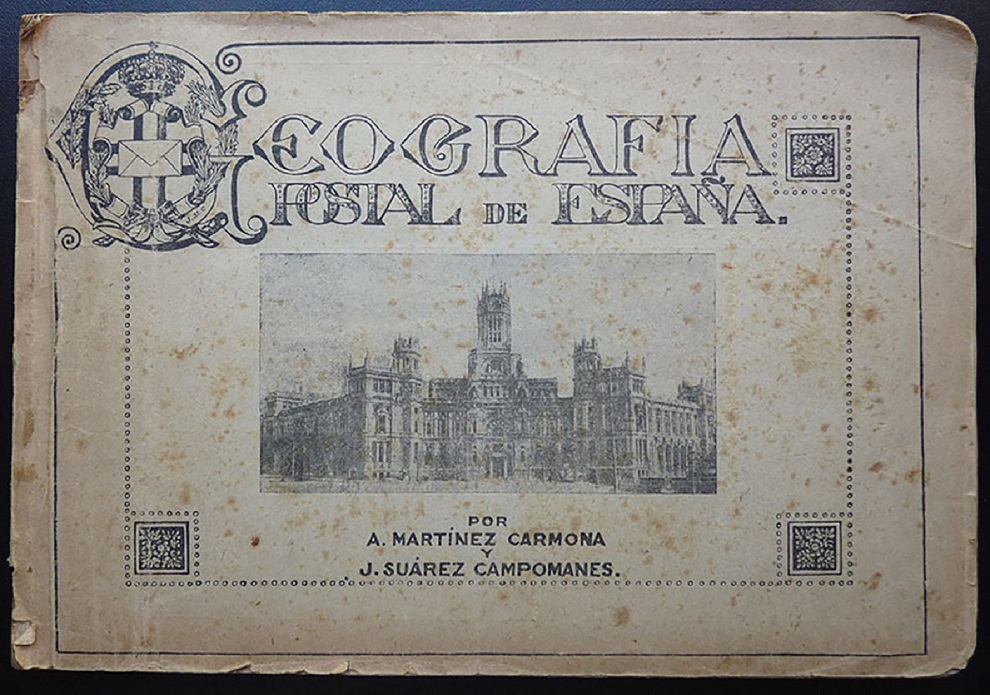 GEOGRAFIA
POSTAL DE ESPAÑA.
POR
A. MARTÍNEZ CARMONA
Y
J. SUÁREZ CAMPOMANES.